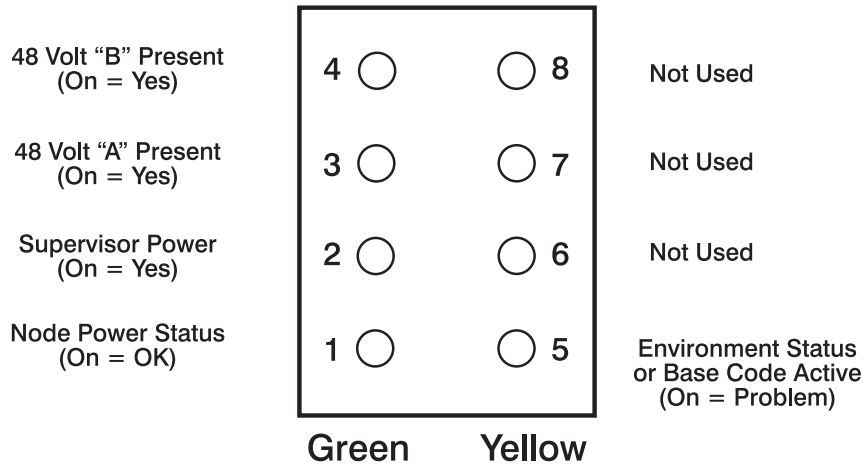 48 Volt “B” Present
(On = Yes)
4
8
Not Used
48 Volt “A” Present
(On = Yes)
3
7
Not Used
Supervisor Power
(On = Yes)
2
6
Not Used
Node Power Status
(On = OK)
1
5
Environment Status
or Base Code Active
(On = Problem)
Green
Yellow